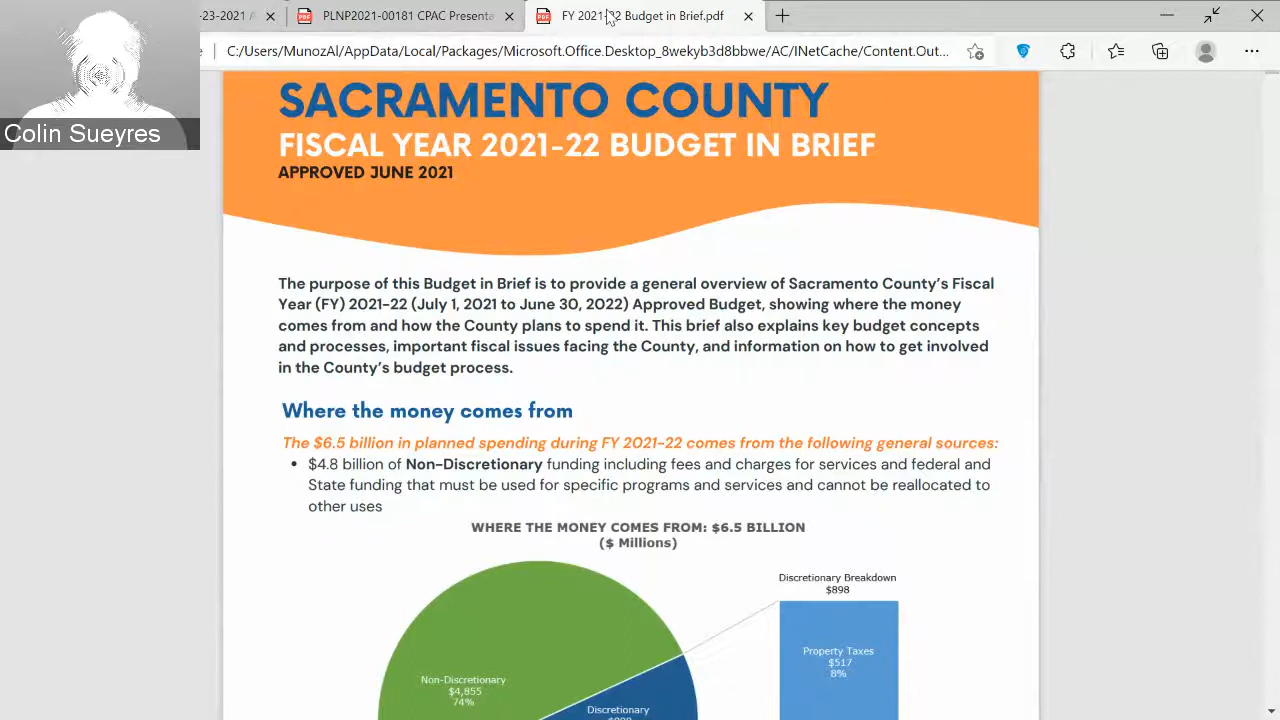 -23-2021 A
PLNP2021-00181 CPAC Presenta
FY 2021-22 Budget in Brief.pdf
C:/Users/MunozAl/AppData/Local/Packages/Microsoft.Office.Desktop_8wekyb3d8bbwe/AC/INetCache/Content.Out...
Colin Sueyres
SACRAMENTO COUNTY
FISCAL YEAR 2021-22 BUDGET IN BRIEF
APPROVED JUNE 2021
The purpose of this Budget in Brief is to provide a general overview of Sacramento County's Fiscal
Year (FY) 2021-22 (July 1, 2021 to June 30, 2022) Approved Budget, showing where the money
comes from and how the County plans to spend it. This brief also explains key budget concepts
and processes, important fiscal issues facing the County, and information on how to get involved
in the County's budget process.
Where the money comes from
The $6.5 billion in planned spending during FY 2021-22 comes from the following general sources:
• $4.8 billion of Non-Discretionary funding including fees and charges for services and federal and
State funding that must be used for specific programs and services and cannot be reallocated to
other uses
WHERE THE MONEY COMES FROM: $6.5 BILLION
($ Millions)
Discretionary Breakdown
$898
Property Taxes
$517
8%
Non-Discretionary
$4,855
74%
Discretionary